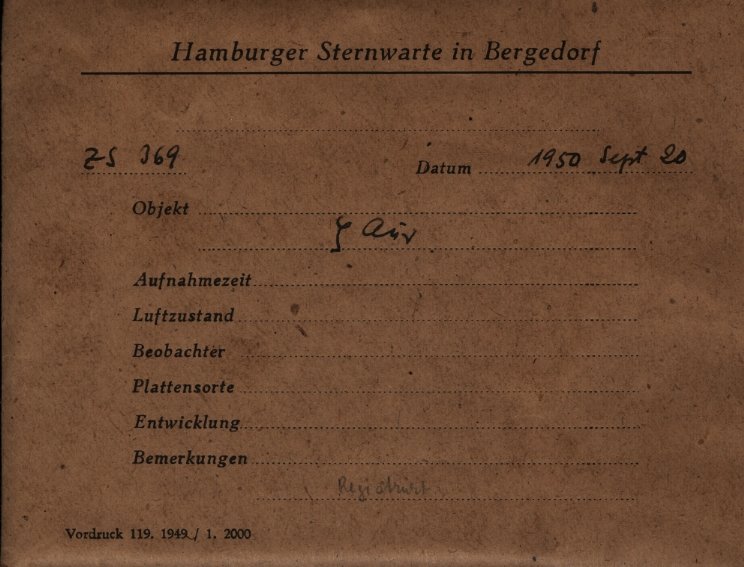 Hamburger Sternwarte in Bergedorf
ZS 369 Datum 1950 Sept 20
Objekt
ζ Aur
Aufnahmezeit
Luftzustand
Beobachter
Plattensorte
Entwicklung
Bemerkungen
Registriert
Vordruck 119. 1949 / 1. 2000